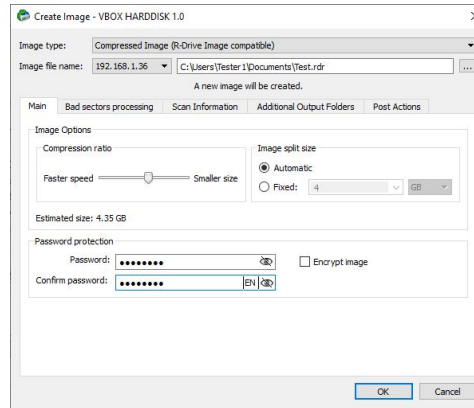 Create Image - VBOX HARDDISK 1.0
Image type: Compressed Image (R-Drive Image compatible)
Image file name: 192.168.1.36 C:\Users\Tester1\Documents\Test.rdr ...
A new image will be created.
Main Bad sectors processing Scan Information Additional Output Folders Post Actions
Image Options
Compression ratio Image split size
Automatic
Faster speed Smaller size
Fixed: 4 GB
Estimated size: 4.35 GB
Password protection
Password: ●●●●●●●● Encrypt image
Confirm password: ●●●●●●●● EN
OK Cancel